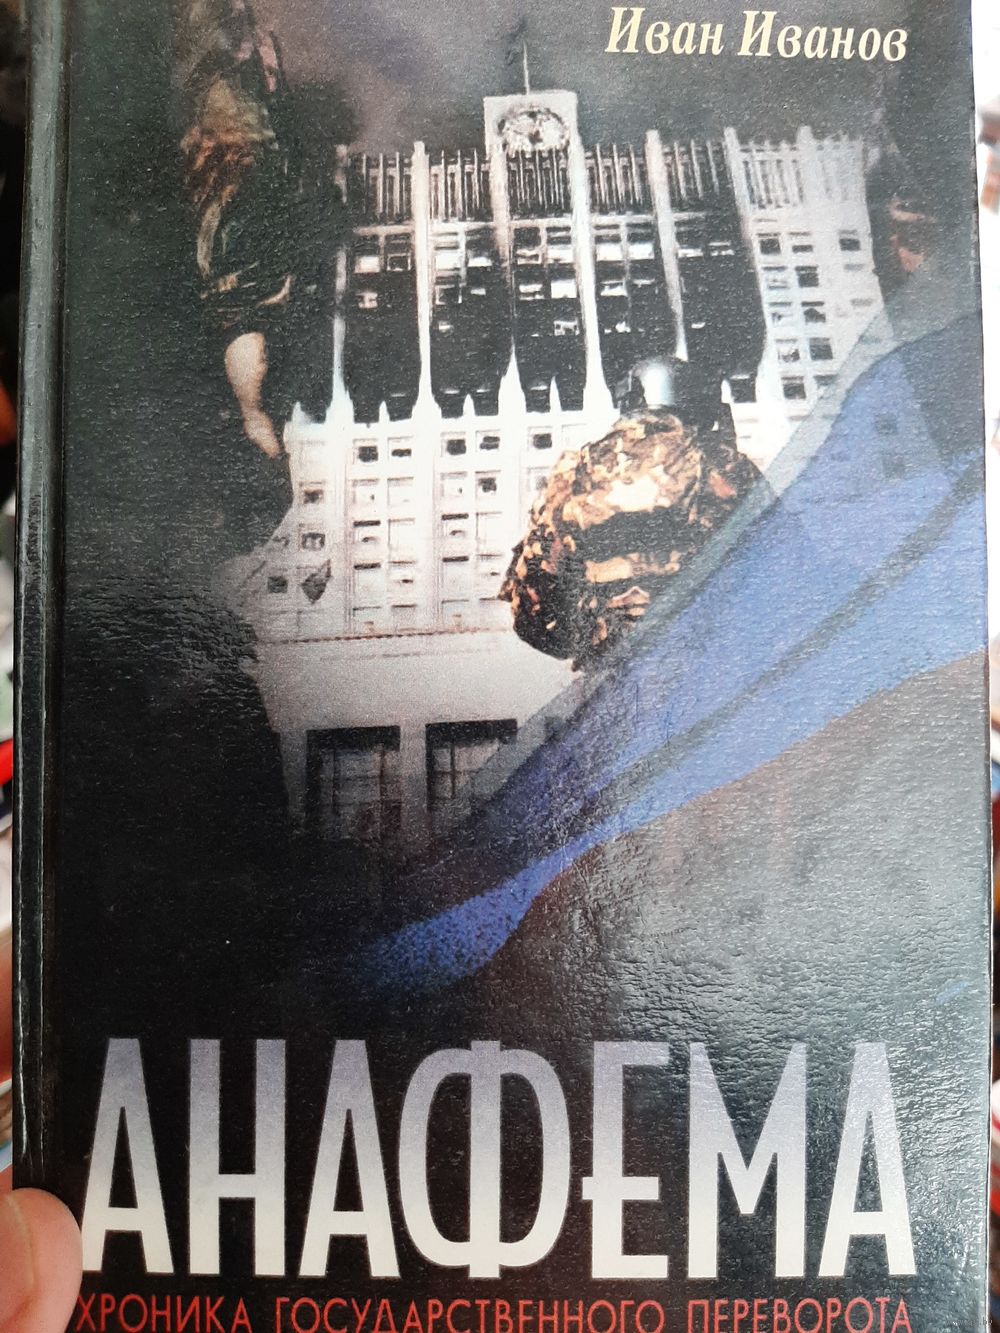 Иван Иванов
АНАФЕМА
ХРОНИКА ГОСУДАРСТВЕННОГО ПЕРЕВОРОТА